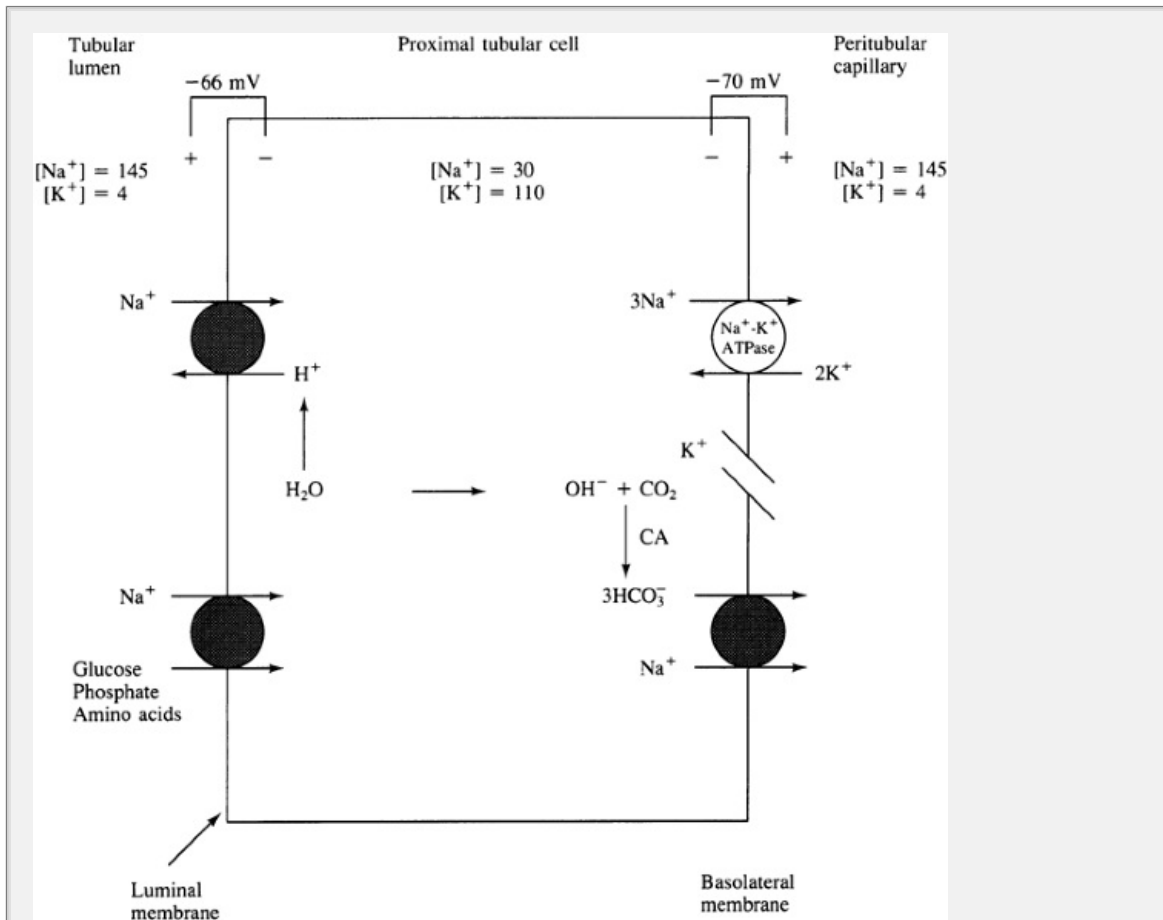 Tubular
lumen
Proximal tubular cell
Peritubular
capillary
−66 mV
−70 mV
+ −
− +
[Na⁺] = 145
[K⁺] = 4
[Na⁺] = 30
[K⁺] = 110
[Na⁺] = 145
[K⁺] = 4
Na⁺
H⁺
3Na⁺
Na⁺-K⁺
ATPase
2K⁺
K⁺
H₂O
OH⁻ + CO₂
CA
Na⁺
3HCO₃⁻
Glucose
Phosphate
Amino acids
Na⁺
Luminal
membrane
Basolateral
membrane